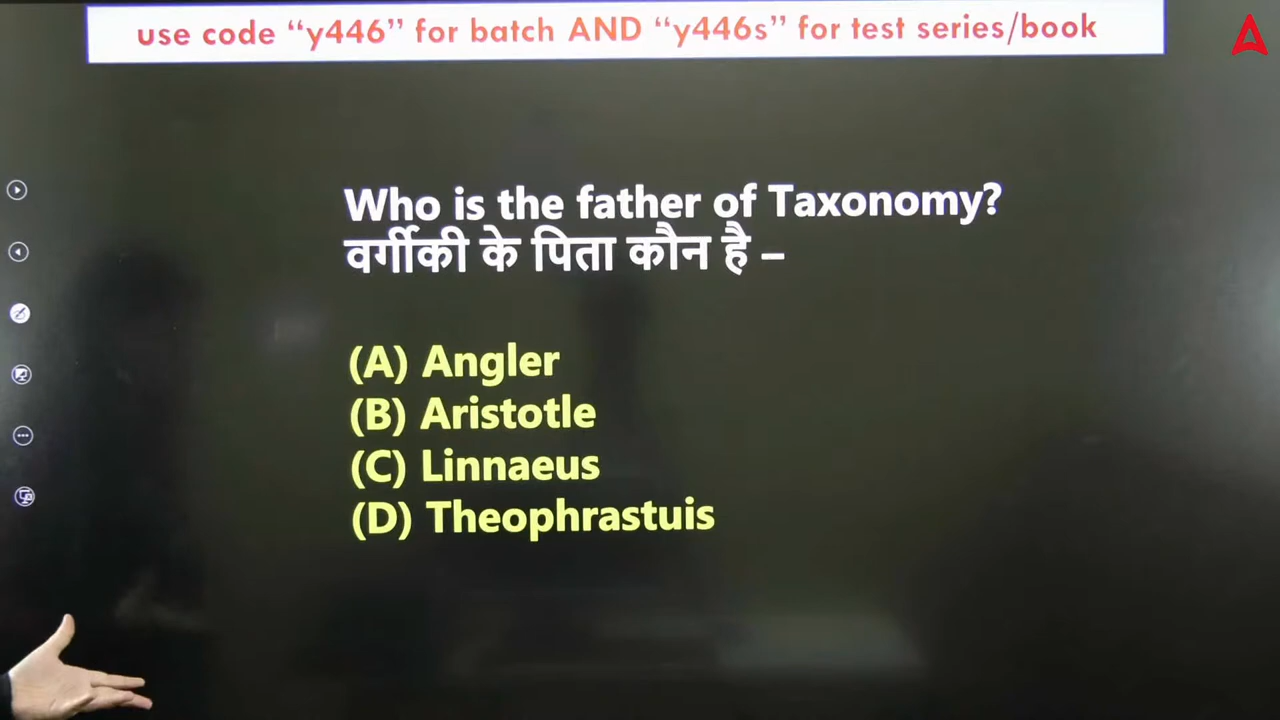 use code “y446” for batch AND “y446s” for test series/book
Who is the father of Taxonomy?
वर्गीकी के पिता कौन है –
(A) Angler
(B) Aristotle
(C) Linnaeus
(D) Theophrastuis